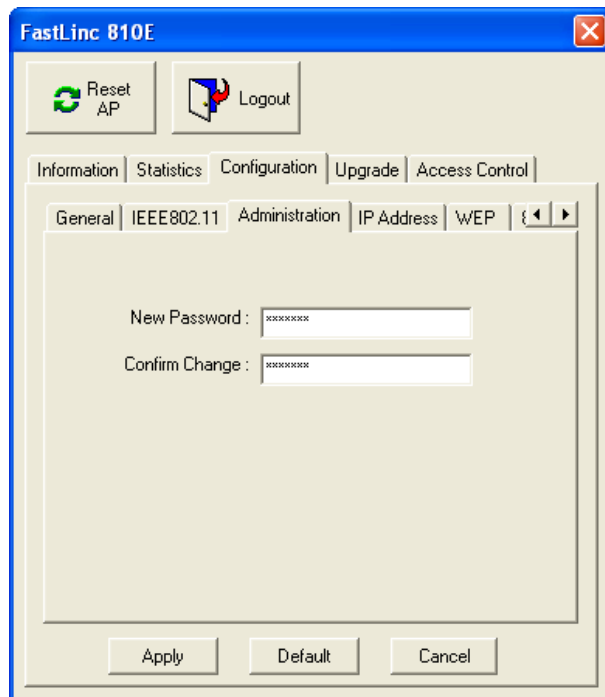 FastLinc 810E
Reset
AP
Logout
Information Statistics Configuration Upgrade Access Control
General IEEE802.11 Administration IP Address WEP
New Password : *******
Confirm Change : *******
Apply Default Cancel